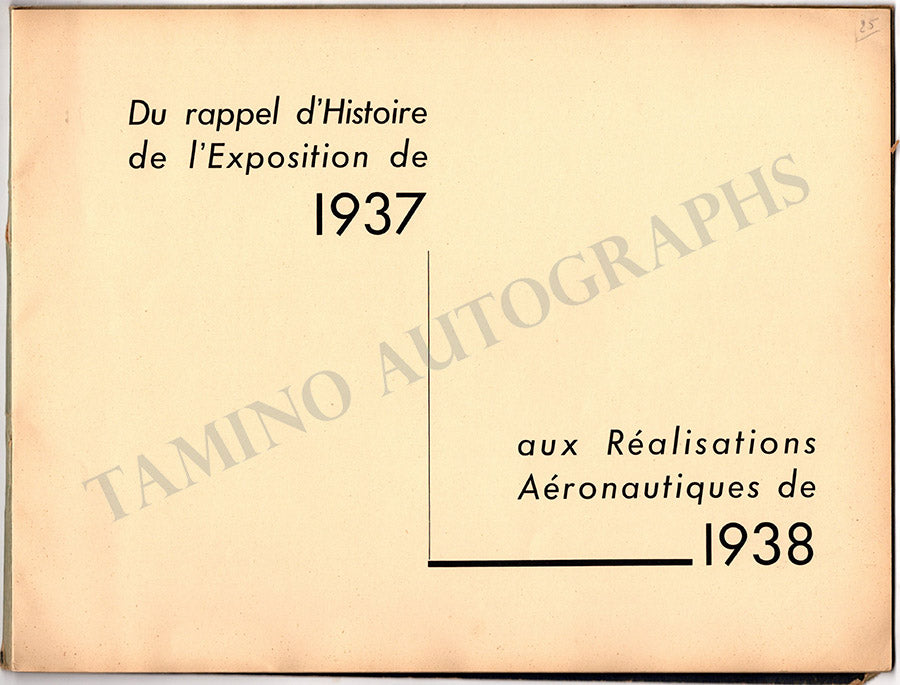 25
Du rappel d'Histoire
de l'Exposition de
1937
TAMINO AUTOGRAPHS
aux Réalisations
Aéronautiques de
1938